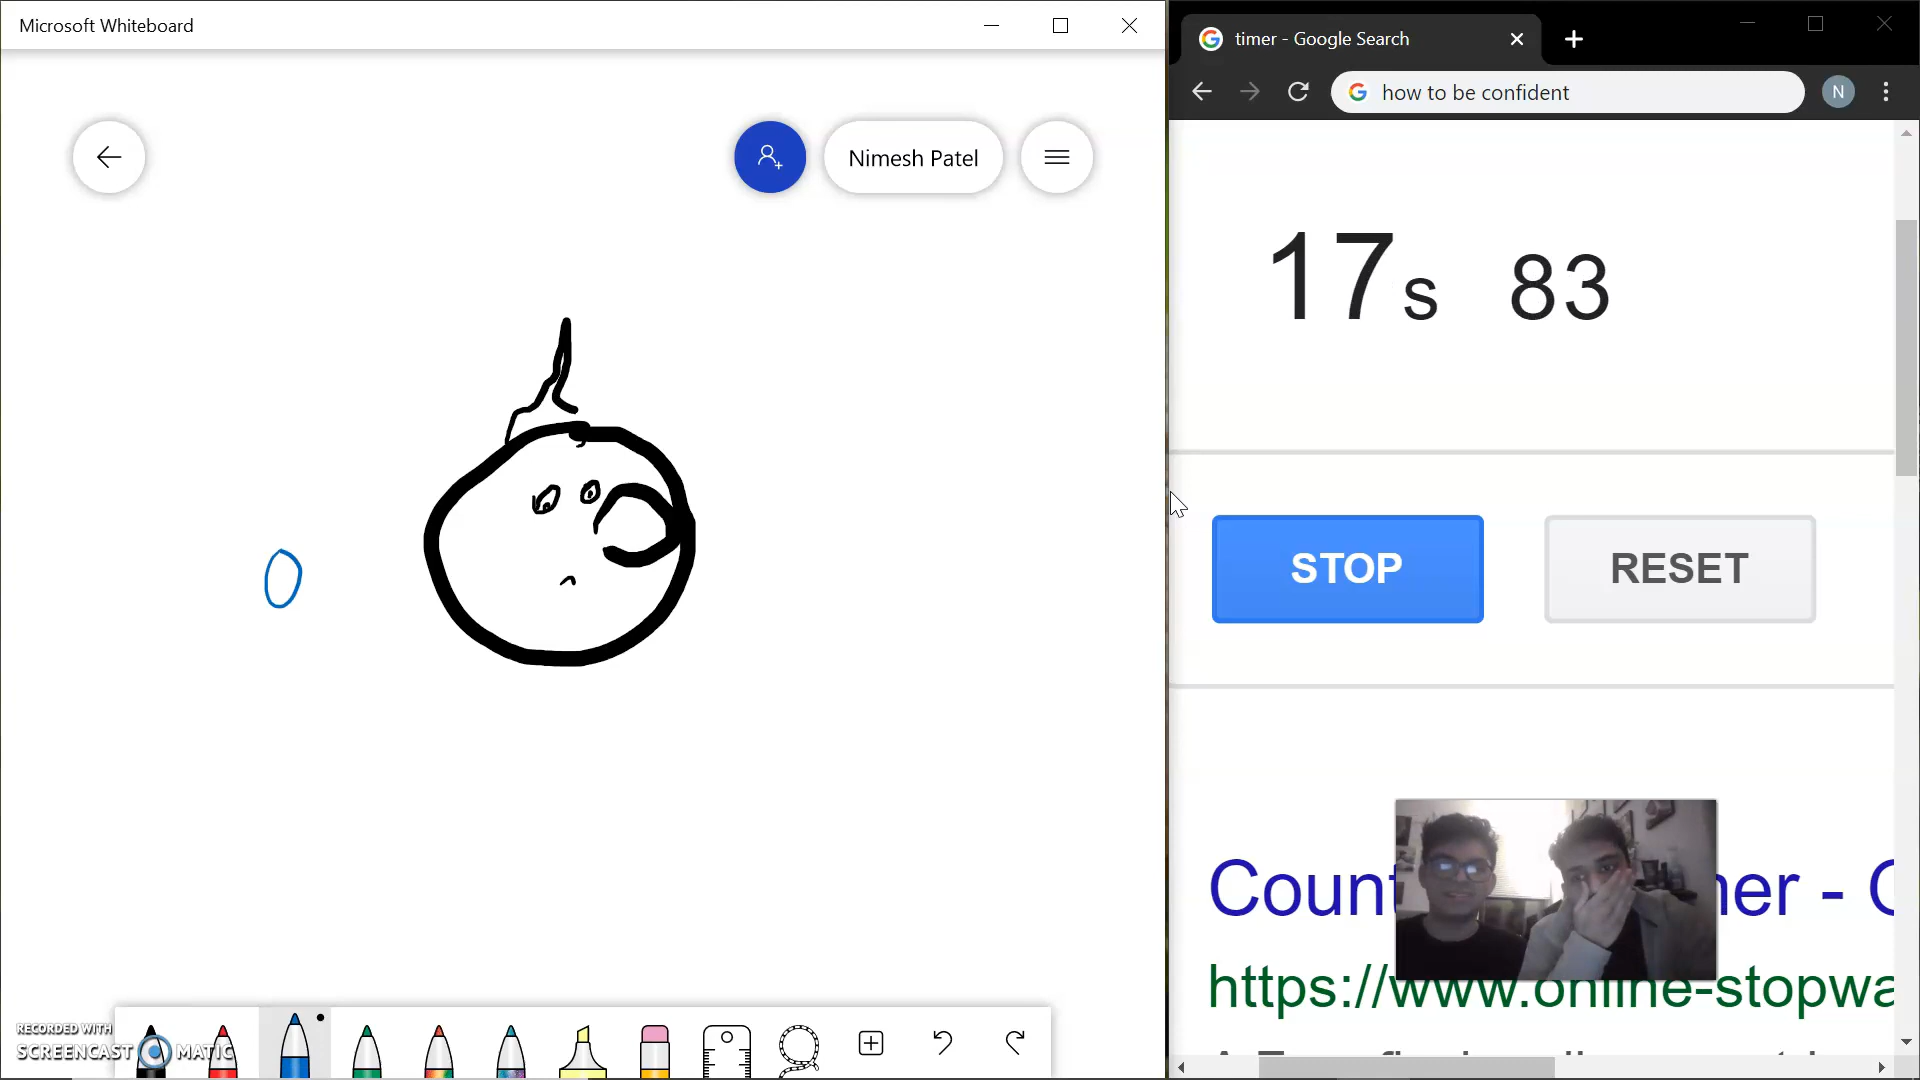 Microsoft Whiteboard
timer - Google Search
how to be confident
N
Nimesh Patel
17s 83
STOP
RESET
Count
ner - C
https://www.online-stopwa
RECORDED WITH
SCREENCAST MATIC